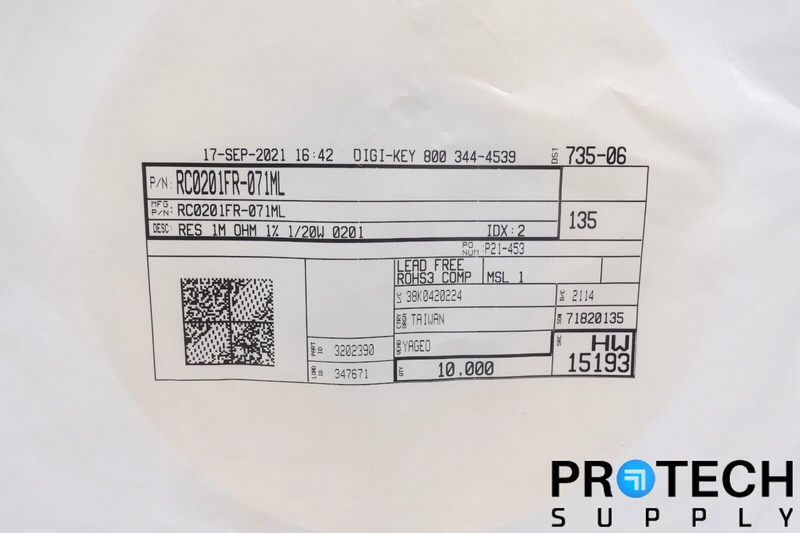 17-SEP-2021 16:42 DIGI-KEY 800 344-4539 DST 735-06
P/N: RC0201FR-071ML
MFG P/N: RC0201FR-071ML
135
DESC: RES 1M OHM 1% 1/20W 0201 IDX: 2
PO NUM: P21-453
LEAD FREE
ROHS3 COMP MSL 1
L/C 38K0420224 D/C 2114
CTRY ORGN TAIWAN SO# 71820135
PART ID 3202390 VEND YAGEO SRC HW
LOAD ID 347671 QTY 10,000 15193
PROTECH
SUPPLY